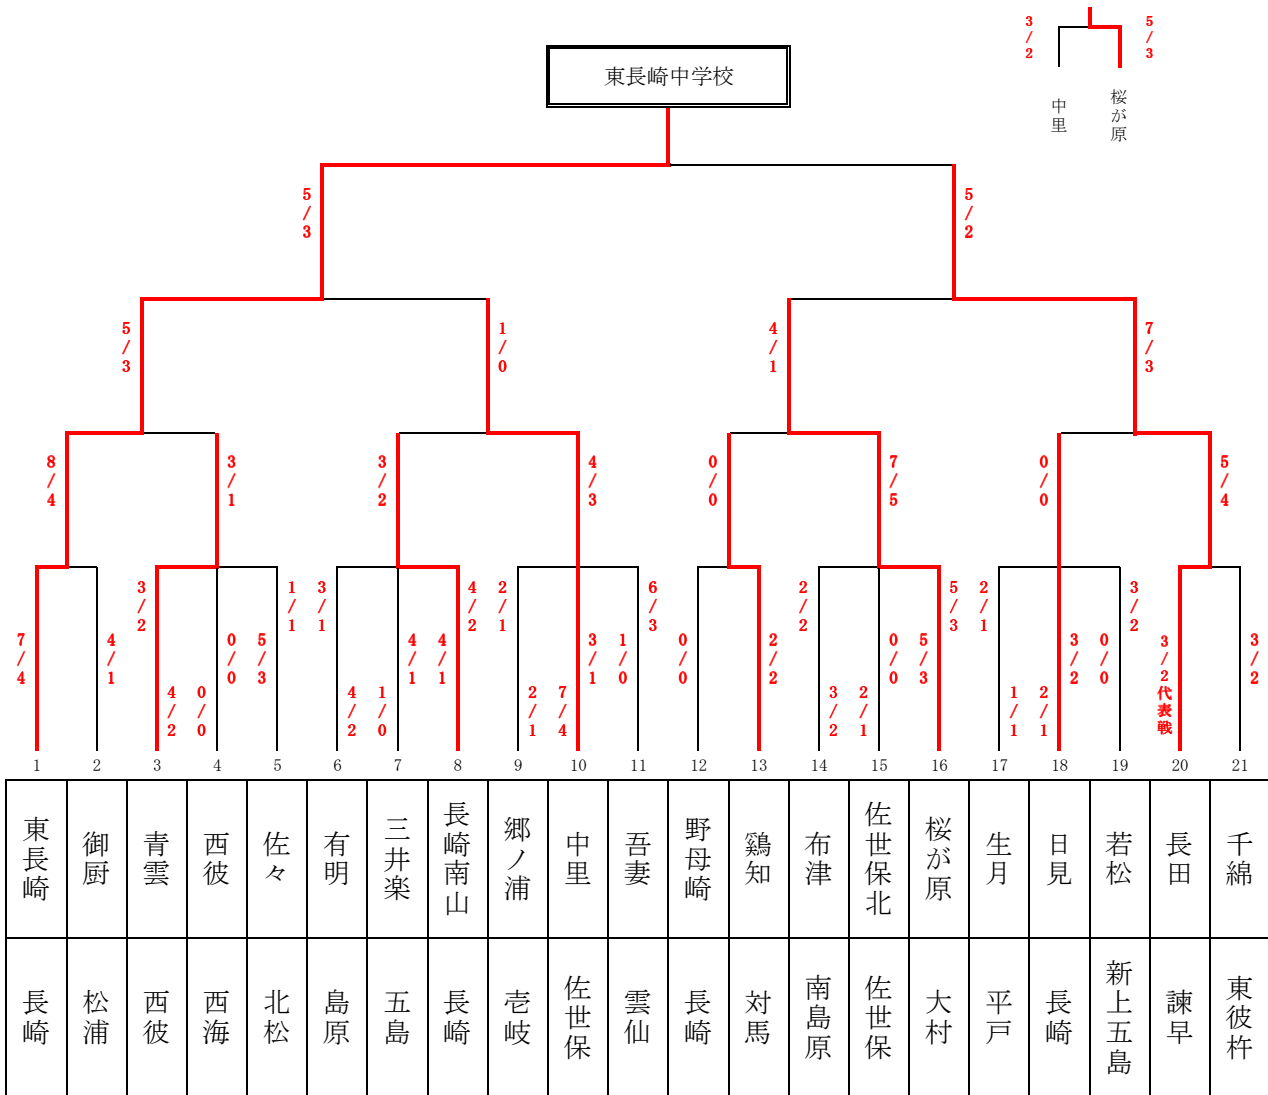 3/2
5/3
中里
桜が原
東長崎中学校
5/3
5/2
5/3
1/0
4/1
7/3
8/4
3/1
3/2
4/3
0/0
7/5
0/0
5/4
3/2
1/1
3/1
4/2
2/1
6/3
2/2
5/3
2/1
3/2
7/4
4/1
0/0
5/3
4/1
4/1
3/1
1/0
0/0
2/2
0/0
5/3
3/2
0/0
3/2代表戦
3/2
4/2
0/0
4/2
1/0
2/1
7/4
3/2
2/1
1/1
2/1
1 2 3 4 5 6 7 8 9 10 11 12 13 14 15 16 17 18 19 20 21
東長崎
御厨
青雲
西彼
佐々
有明
三井楽
長崎南山
郷ノ浦
中里
吾妻
野母崎
鶏知
布津
佐世保北
桜が原
生月
日見
若松
長田
千綿
長崎
松浦
西彼
西海
北松
島原
五島
長崎
壱岐
佐世保
雲仙
長崎
対馬
南島原
佐世保
大村
平戸
長崎
新上五島
諫早
東彼杵